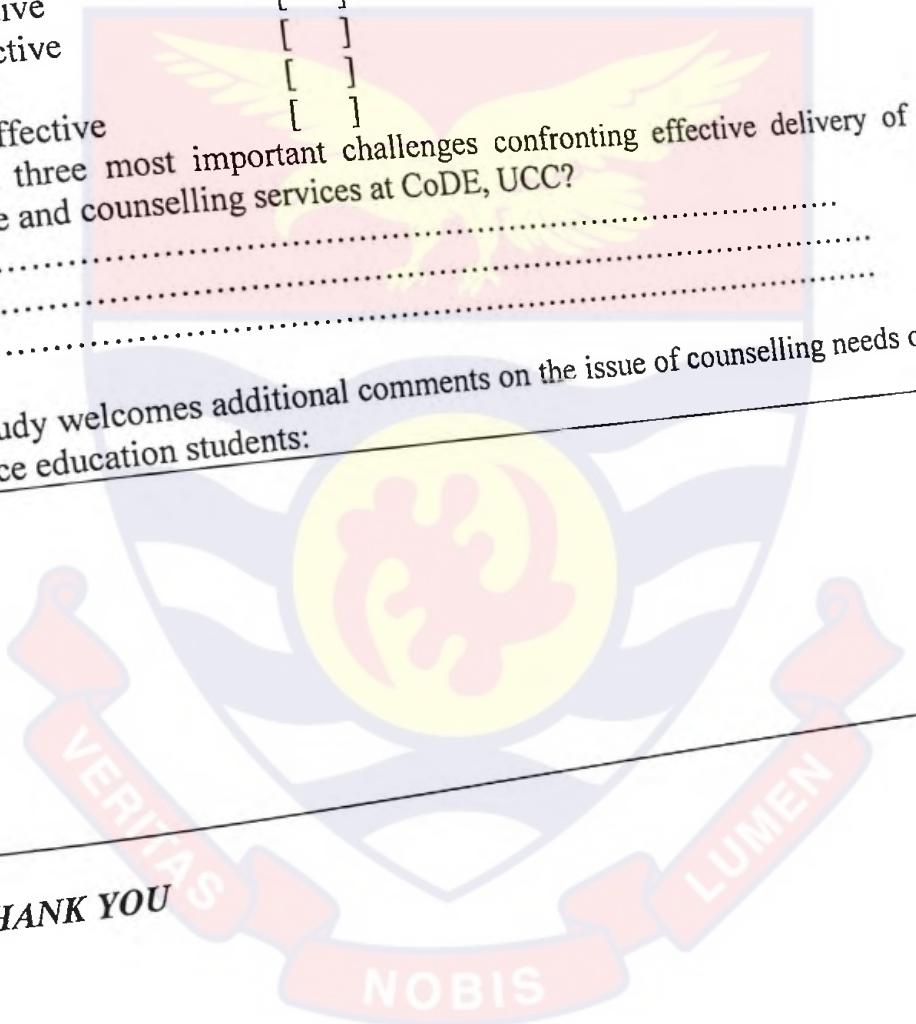 ive [ ]
ctive [ ]
[ ]
ffective [ ]
three most important challenges confronting effective delivery of
e and counselling services at CoDE, UCC?
........................................................................
........................................................................
........................................................................
udy welcomes additional comments on the issue of counselling needs
ce education students:
HANK YOU
VERITAS
NOBIS
LUMEN